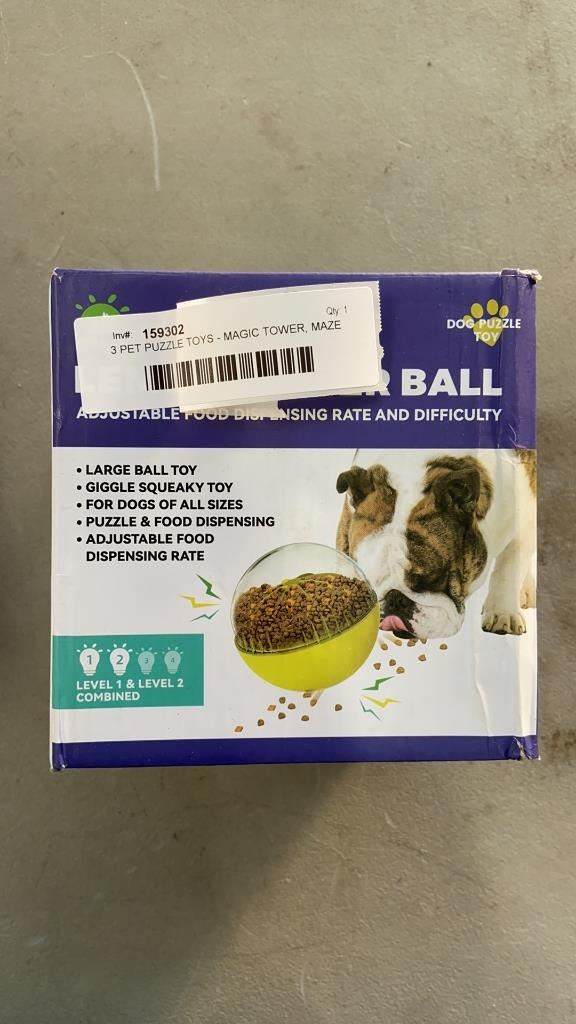 Inv#: 159302 Qty: 1
3 PET PUZZLE TOYS - MAGIC TOWER, MAZE
DOG PUZZLE
TOY
BALL
ADJUSTABLE FOOD DISPENSING RATE AND DIFFICULTY
• LARGE BALL TOY
• GIGGLE SQUEAKY TOY
• FOR DOGS OF ALL SIZES
• PUZZLE & FOOD DISPENSING
• ADJUSTABLE FOOD
DISPENSING RATE
1 2 3 4
LEVEL 1 & LEVEL 2
COMBINED